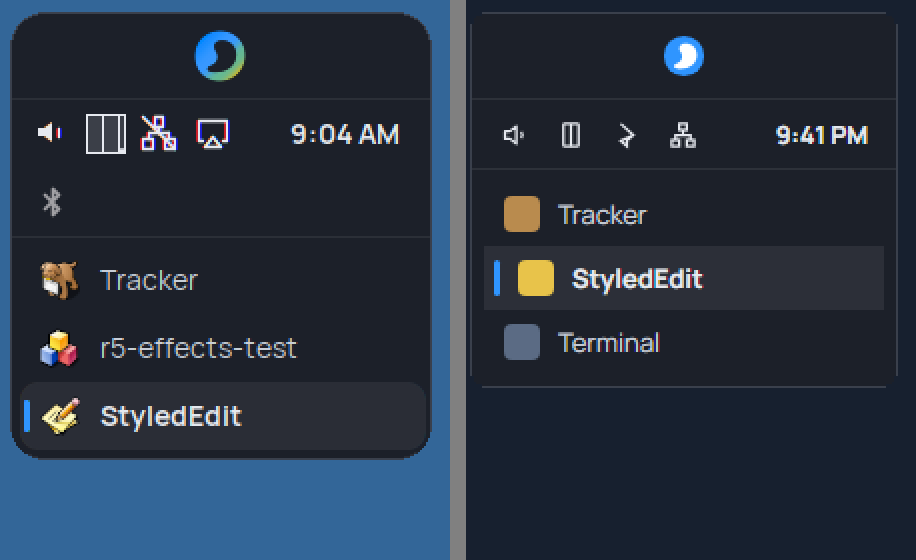 9:04 AM
Tracker
r5-effects-test
StyledEdit
9:41 PM
Tracker
StyledEdit
Terminal